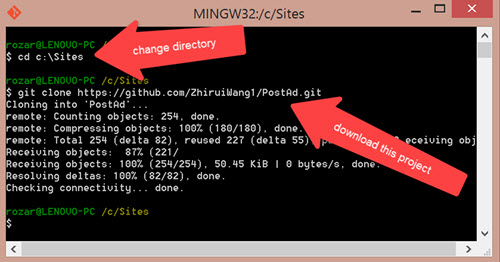 MINGW32:/c/Sites
rozar@LENOVO-PC /c/Sites
$ cd c:\Sites
change directory
rozar@LENOVO-PC /c/Sites
$ git clone https://github.com/ZhiruiWang1/PostAd.git
Cloning into 'PostAd'...
remote: Counting objects: 254, done.
remote: Compressing objects: 100% (180/180), done.
remote: Total 254 (delta 82), reused 227 (delta 55) eceiving obj
Receiving objects:  87% (221/
Receiving objects: 100% (254/254), 50.45 KiB | 0 bytes/s, done.
Resolving deltas: 100% (82/82), done.
Checking connectivity... done.
download this project
rozar@LENOVO-PC /c/Sites
$